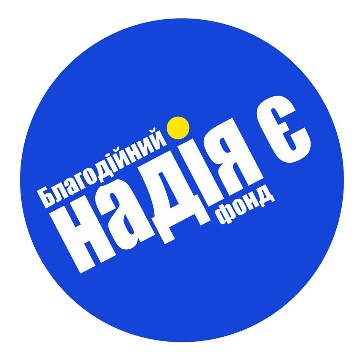 Благодійний
надія є
фонд